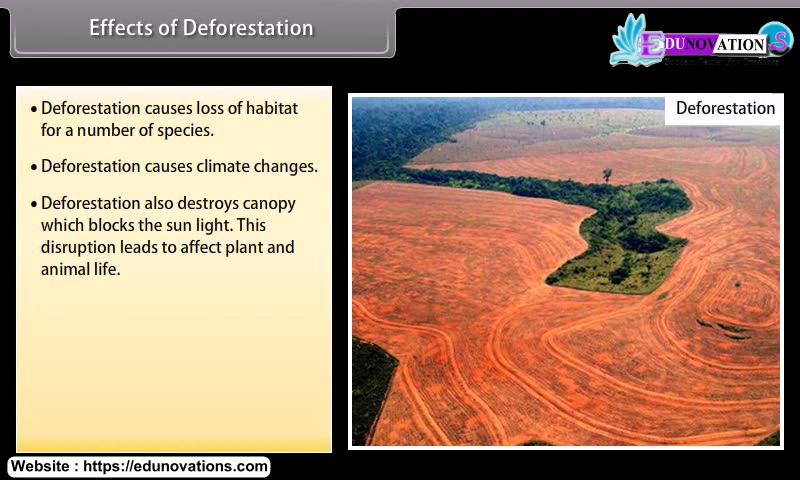 Effects of Deforestation
EDUNOVATION.S
• Deforestation causes loss of habitat
for a number of species.
• Deforestation causes climate changes.
• Deforestation also destroys canopy
which blocks the sun light. This
disruption leads to affect plant and
animal life.
Deforestation
Website : https://edunovations.com